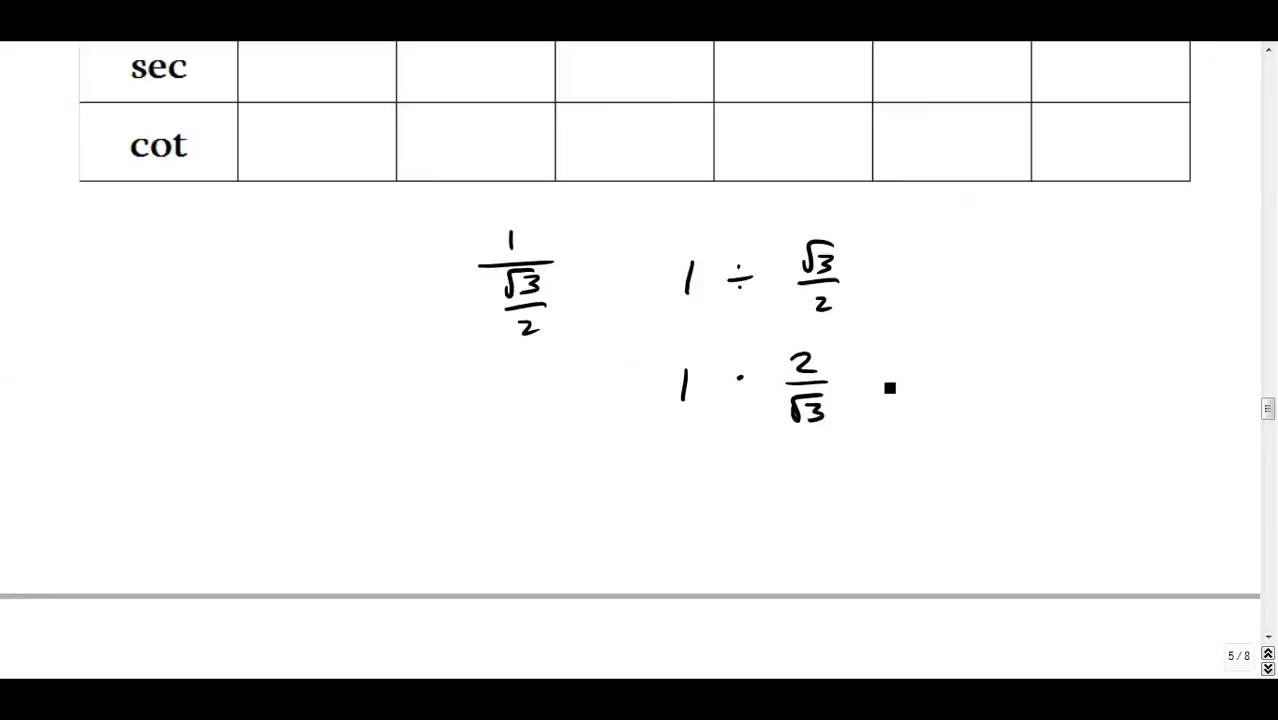 sec
cot
1/(√3/2)    1 ÷ √3/2
1 · 2/√3
5 / 8